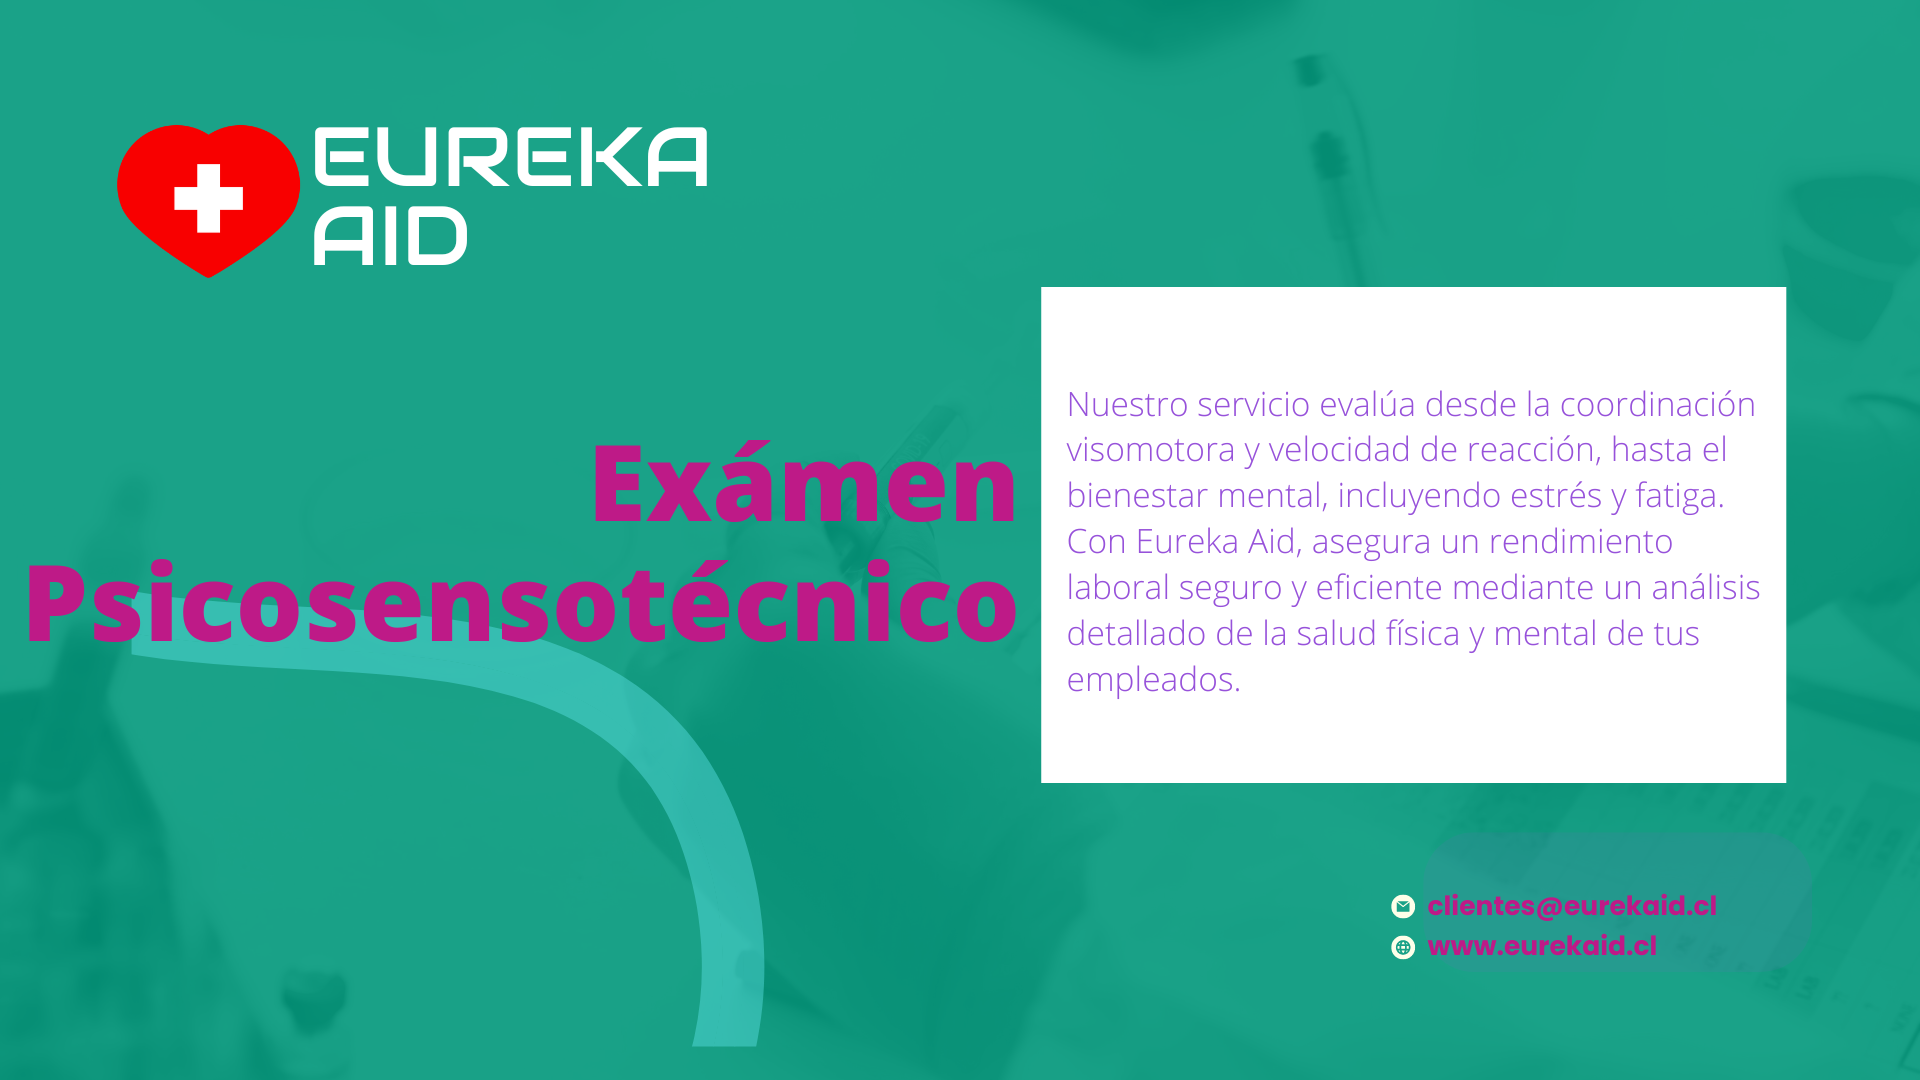 EUREKA
AID
Exámen
Psicosensotécnico
Nuestro servicio evalúa desde la coordinación
visomotora y velocidad de reacción, hasta el
bienestar mental, incluyendo estrés y fatiga.
Con Eureka Aid, asegura un rendimiento
laboral seguro y eficiente mediante un análisis
detallado de la salud física y mental de tus
empleados.
clientes@eurekaid.cl
www.eurekaid.cl